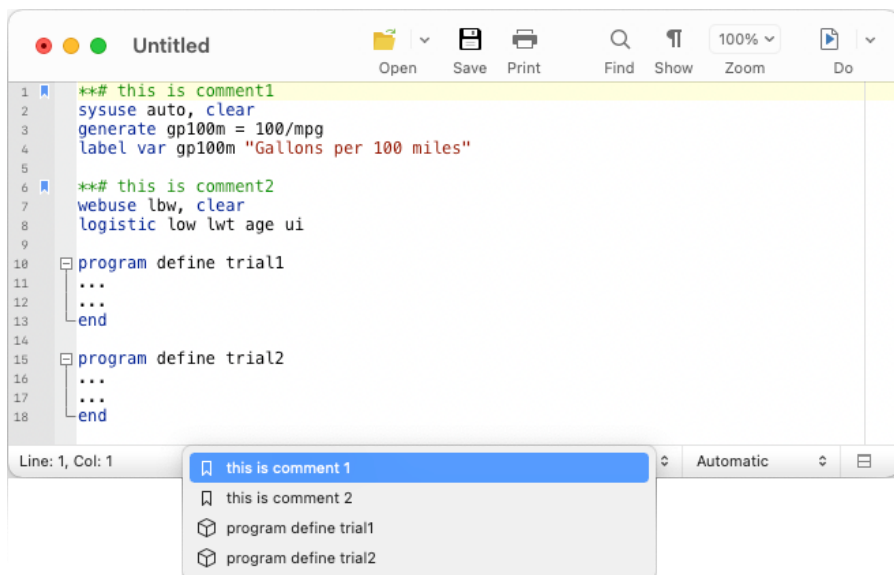 Untitled
Open
Save
Print
Find
Show
100%
Zoom
Do
1 **# this is comment1
2 sysuse auto, clear
3 generate gp100m = 100/mpg
4 label var gp100m "Gallons per 100 miles"
5
6 **# this is comment2
7 webuse lbw, clear
8 logistic low lwt age ui
9
10 program define trial1
11 ...
12 ...
13 end
14
15 program define trial2
16 ...
17 ...
18 end
Line: 1, Col: 1
Automatic
this is comment 1
this is comment 2
program define trial1
program define trial2